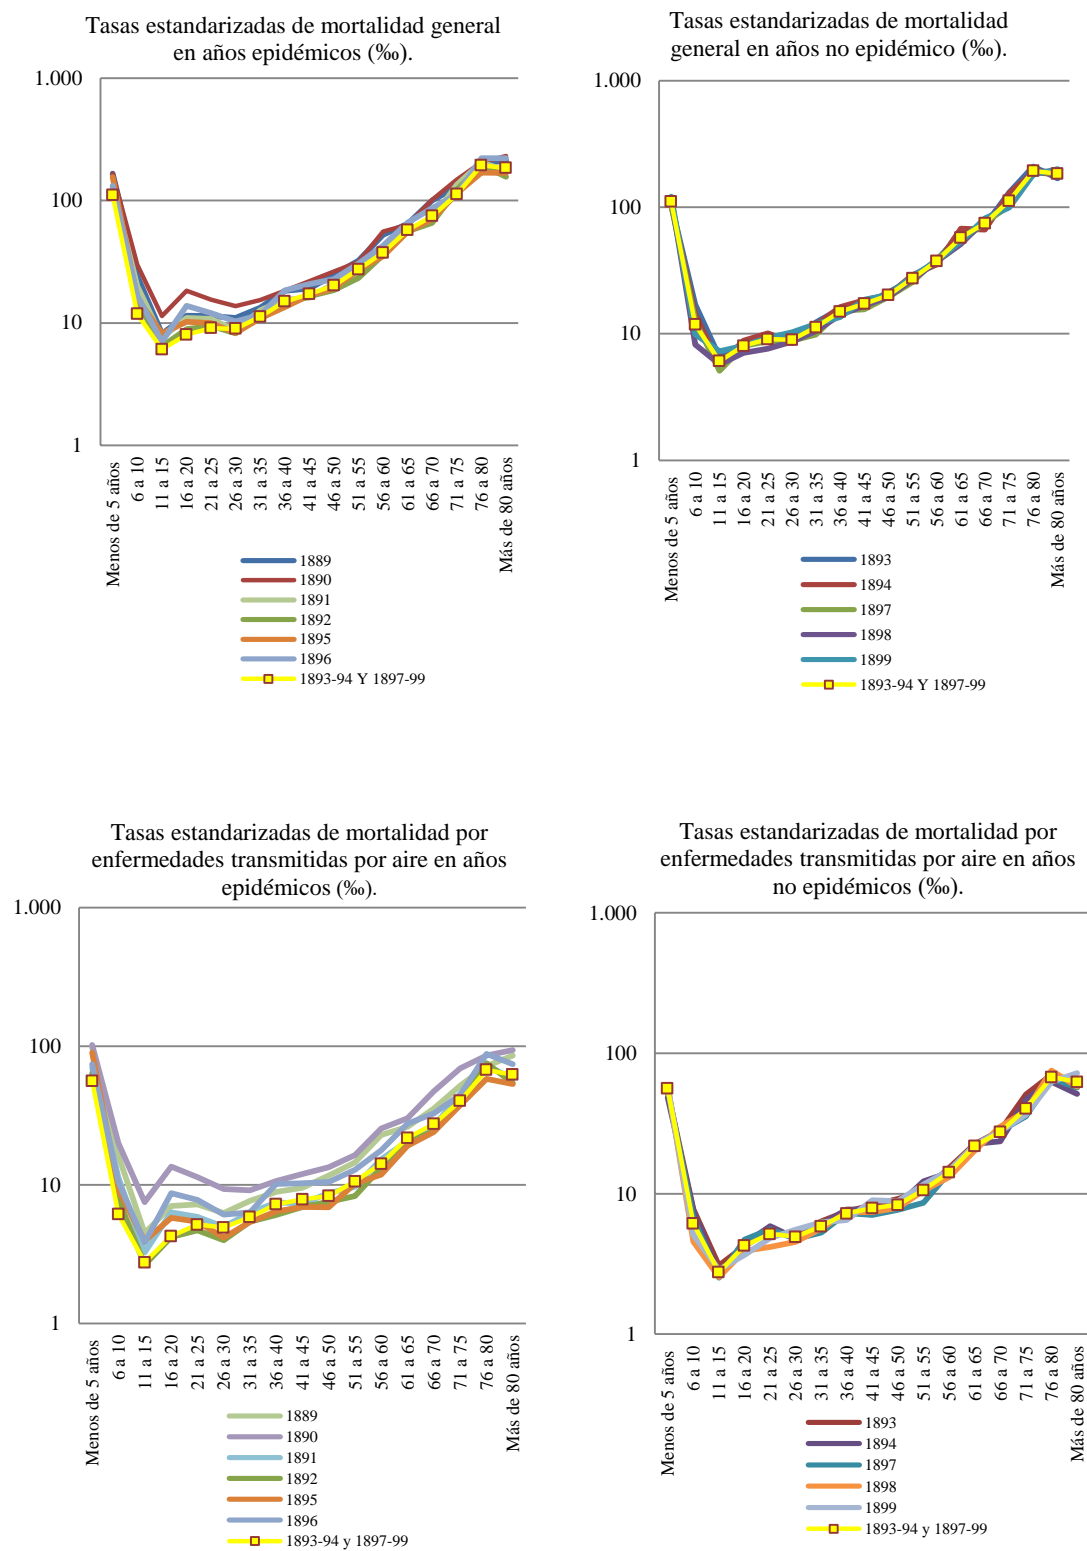 Tasas estandarizadas de mortalidad general
en años epidémicos (‰).
1.000
100
10
1
Menos de 5 años
6 a 10
11 a 15
16 a 20
21 a 25
26 a 30
31 a 35
36 a 40
41 a 45
46 a 50
51 a 55
56 a 60
61 a 65
66 a 70
71 a 75
76 a 80
Más de 80 años
1889
1890
1891
1892
1895
1896
1893-94 Y 1897-99
Tasas estandarizadas de mortalidad
general en años no epidémico (‰).
1.000
100
10
1
Menos de 5 años
6 a 10
11 a 15
16 a 20
21 a 25
26 a 30
31 a 35
36 a 40
41 a 45
46 a 50
51 a 55
56 a 60
61 a 65
66 a 70
71 a 75
76 a 80
Más de 80 años
1893
1894
1897
1898
1899
1893-94 Y 1897-99
Tasas estandarizadas de mortalidad por
enfermedades transmitidas por aire en años
epidémicos (‰).
1.000
100
10
1
Menos de 5 años
6 a 10
11 a 15
16 a 20
21 a 25
26 a 30
31 a 35
36 a 40
41 a 45
46 a 50
51 a 55
56 a 60
61 a 65
66 a 70
71 a 75
76 a 80
Más de 80 años
1889
1890
1891
1892
1895
1896
1893-94 y 1897-99
Tasas estandarizadas de mortalidad por
enfermedades transmitidas por aire en años
no epidémicos (‰).
1.000
100
10
1
Menos de 5 años
6 a 10
11 a 15
16 a 20
21 a 25
26 a 30
31 a 35
36 a 40
41 a 45
46 a 50
51 a 55
56 a 60
61 a 65
66 a 70
71 a 75
76 a 80
Más de 80 años
1893
1894
1897
1898
1899
1893-94 y 1897-99